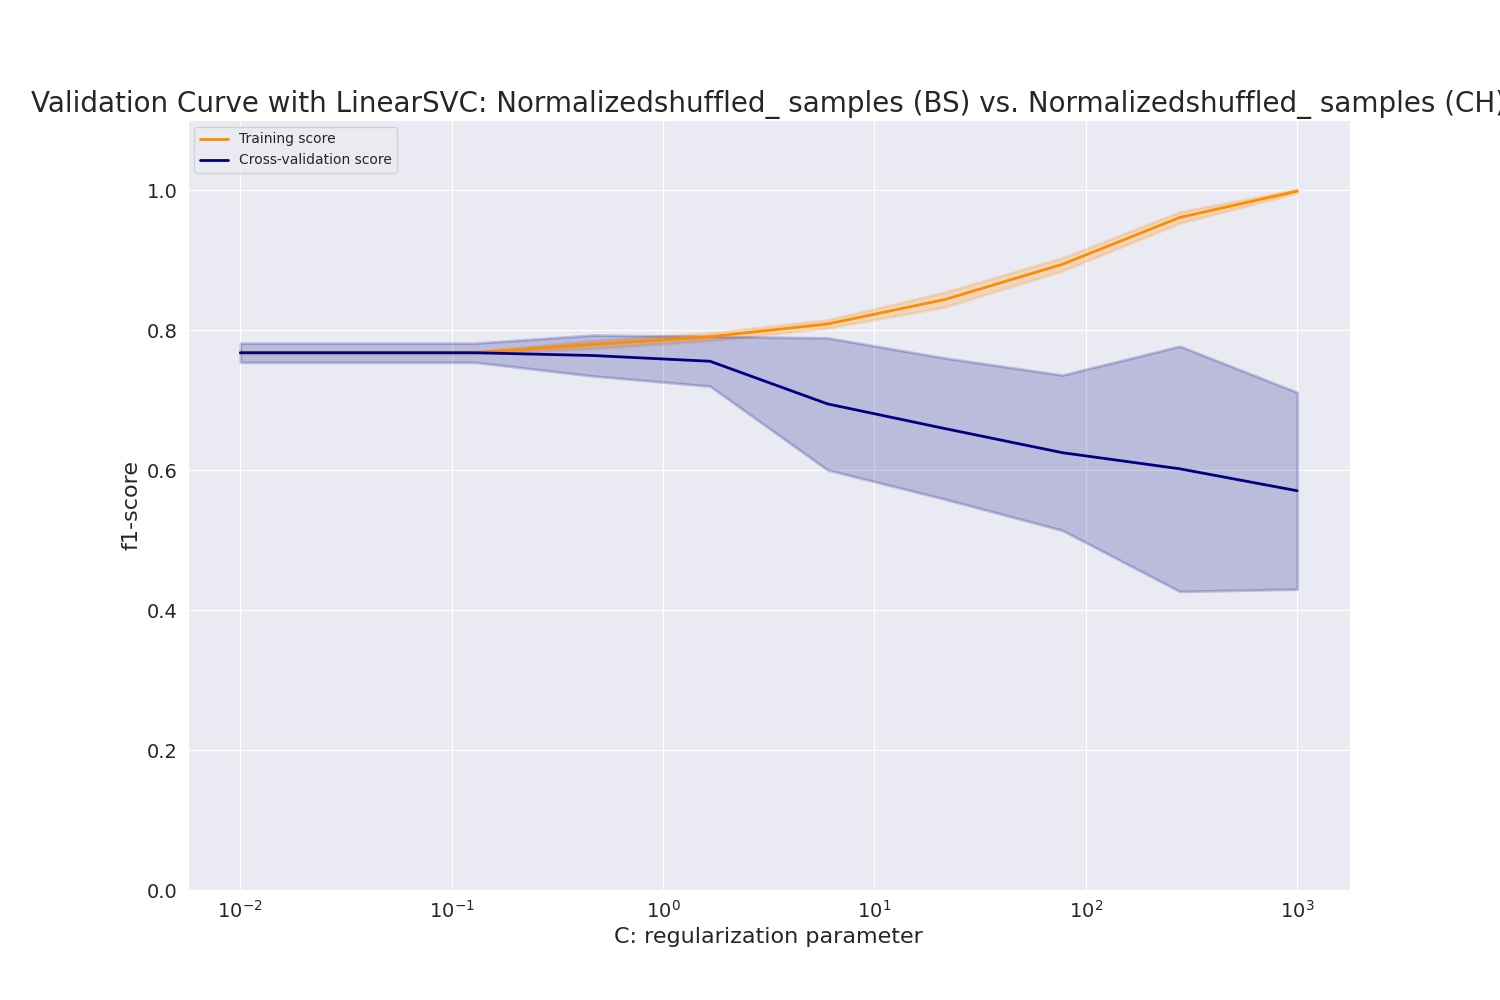 Validation Curve with LinearSVC: Normalizedshuffled_ samples (BS) vs. Normalizedshuffled_ samples (CH)
Training score
Cross-validation score
1.0
0.8
0.6
0.4
0.2
0.0
f1-score
10⁻² 10⁻¹ 10⁰ 10¹ 10² 10³
C: regularization parameter